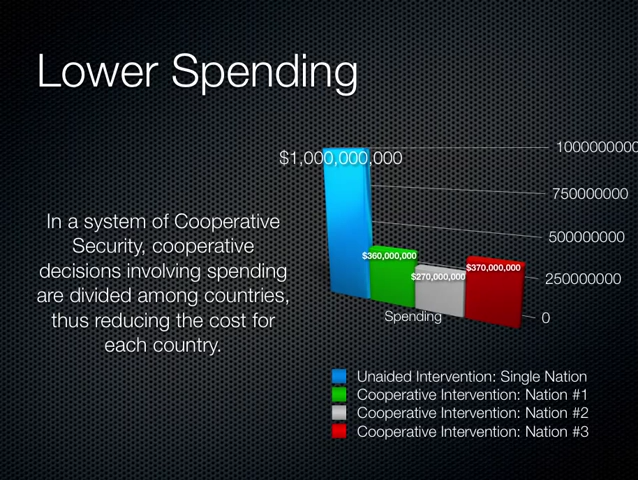 Lower Spending
In a system of Cooperative
Security, cooperative
decisions involving spending
are divided among countries,
thus reducing the cost for
each country.
$1,000,000,000
$360,000,000
$270,000,000
$370,000,000
1000000000
750000000
500000000
250000000
0
Spending
Unaided Intervention: Single Nation
Cooperative Intervention: Nation #1
Cooperative Intervention: Nation #2
Cooperative Intervention: Nation #3